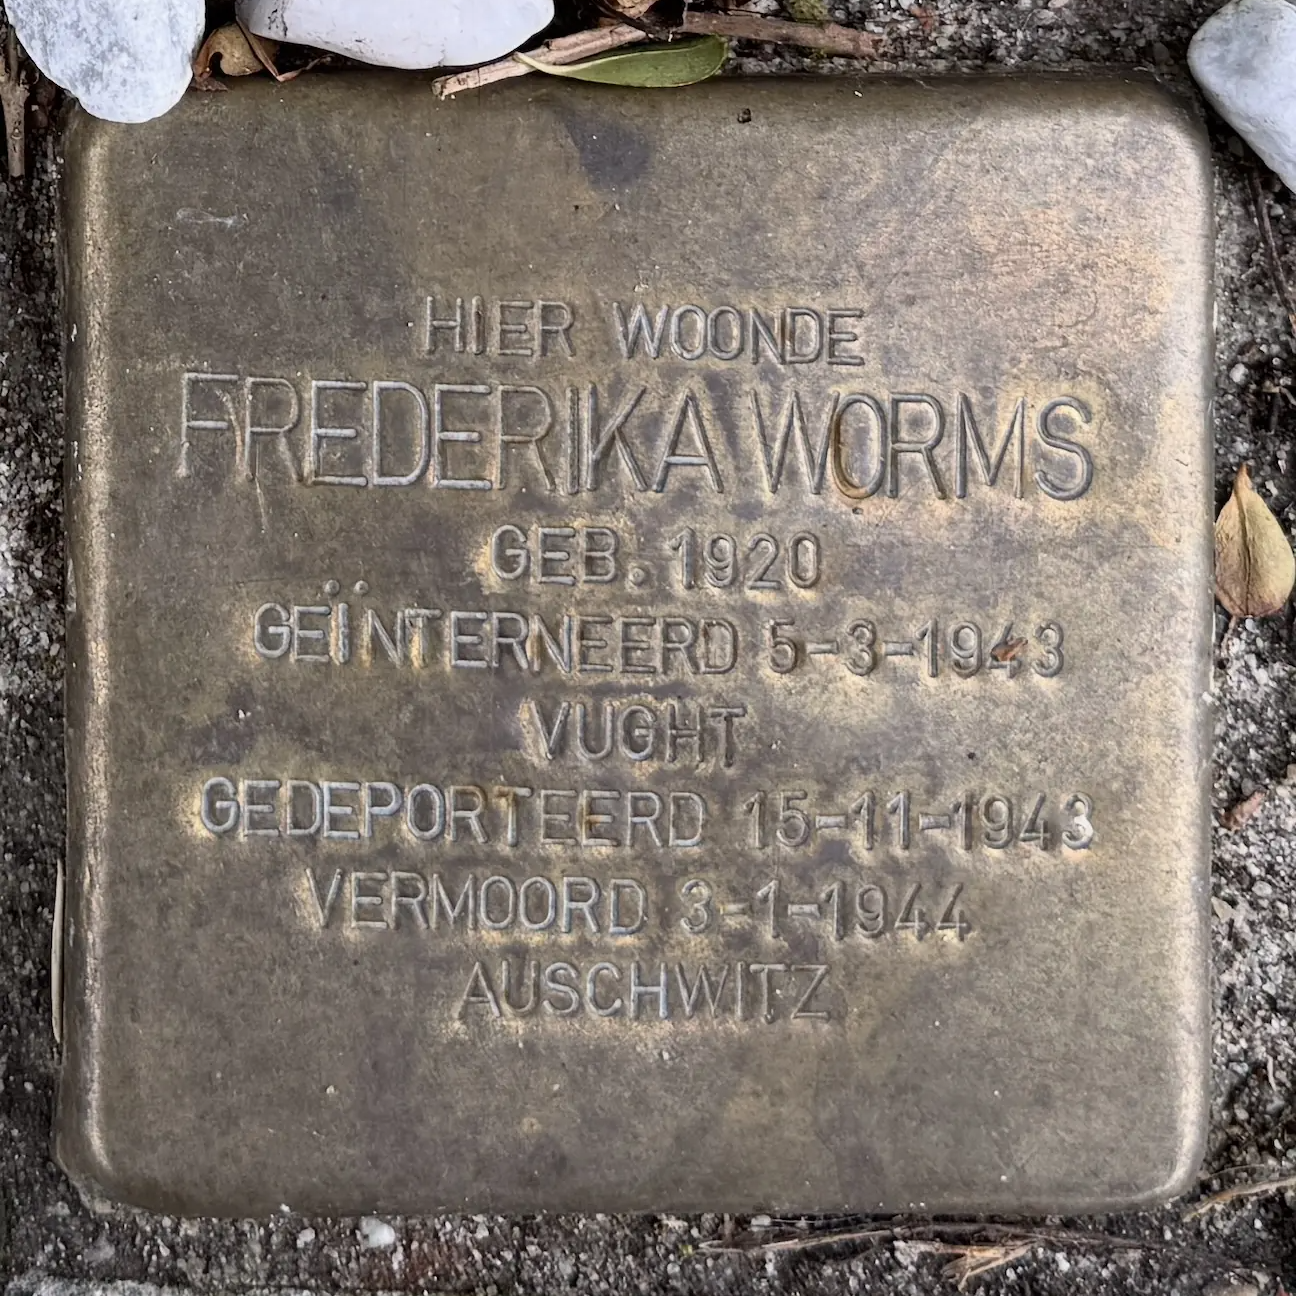 HIER WOONDE
FREDERIKA WORMS
GEB. 1920
GEÏNTERNEERD 5-3-1943
VUGHT
GEDEPORTEERD 15-11-1943
VERMOORD 3-1-1944
AUSCHWITZ